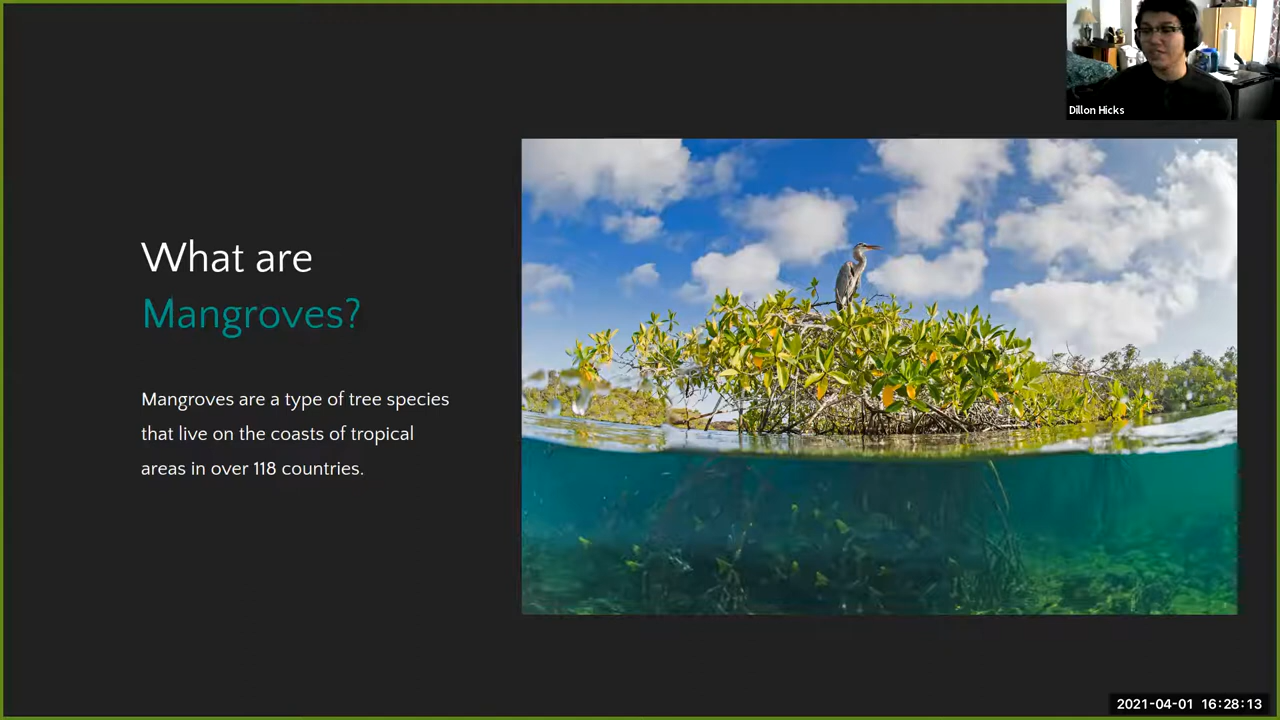 Dillon Hicks
What are
Mangroves?
Mangroves are a type of tree species
that live on the coasts of tropical
areas in over 118 countries.
2021-04-01 16:28:13